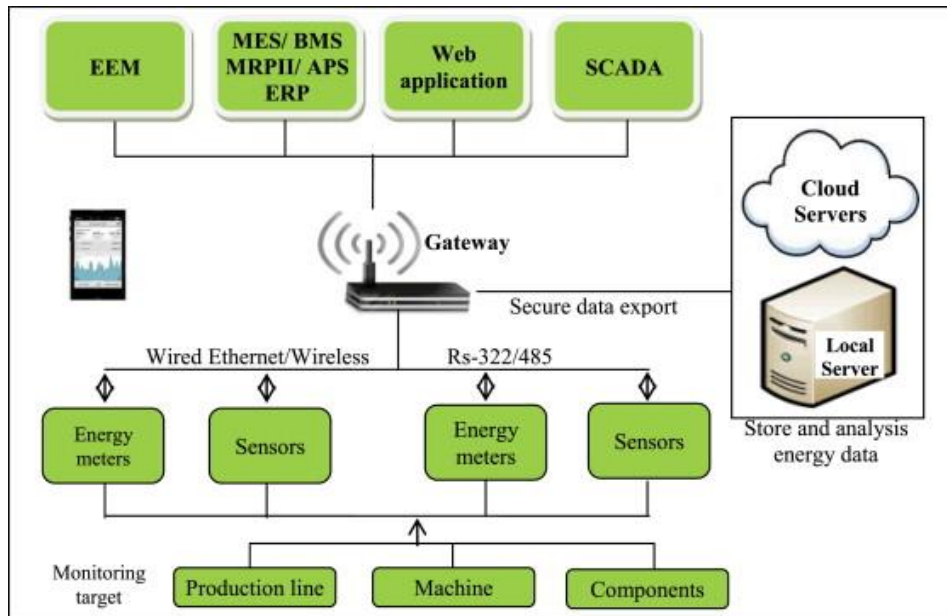 EEM
MES/ BMS
MRPII/ APS
ERP
Web
application
SCADA
Cloud
Servers
Gateway
Secure data export
Local
Server
Store and analysis
energy data
Wired Ethernet/Wireless
Rs-322/485
Energy
meters
Sensors
Energy
meters
Sensors
Monitoring
target
Production line
Machine
Components